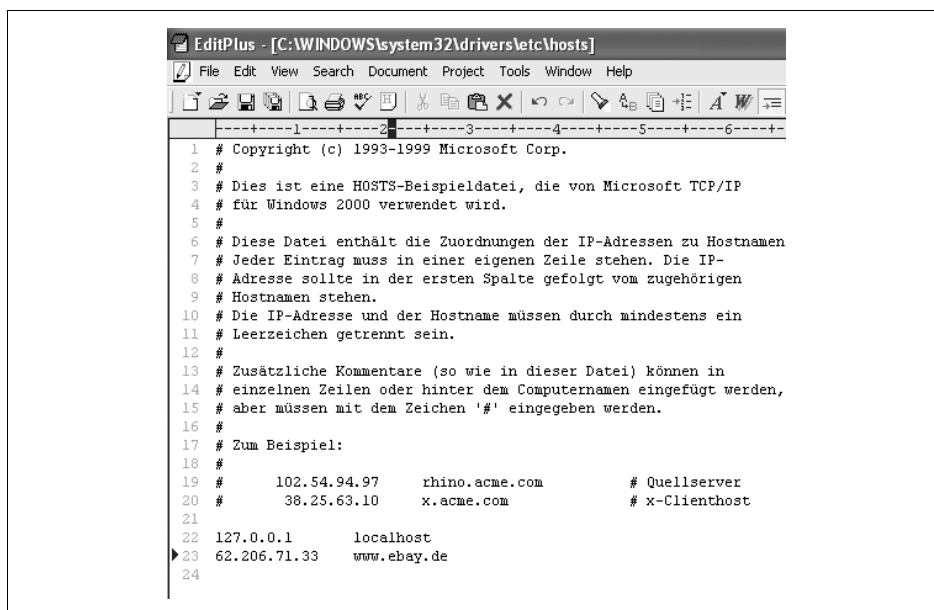 EditPlus - [C:\WINDOWS\system32\drivers\etc\hosts]
File Edit View Search Document Project Tools Window Help
----+----1----+----2----+----3----+----4----+----5----+----6----+-
1 # Copyright (c) 1993-1999 Microsoft Corp.
2 #
3 # Dies ist eine HOSTS-Beispieldatei, die von Microsoft TCP/IP
4 # für Windows 2000 verwendet wird.
5 #
6 # Diese Datei enthält die Zuordnungen der IP-Adressen zu Hostnamen
7 # Jeder Eintrag muss in einer eigenen Zeile stehen. Die IP-
8 # Adresse sollte in der ersten Spalte gefolgt vom zugehörigen
9 # Hostnamen stehen.
10 # Die IP-Adresse und der Hostname müssen durch mindestens ein
11 # Leerzeichen getrennt sein.
12 #
13 # Zusätzliche Kommentare (so wie in dieser Datei) können in
14 # einzelnen Zeilen oder hinter dem Computernamen eingefügt werden,
15 # aber müssen mit dem Zeichen '#' eingegeben werden.
16 #
17 # Zum Beispiel:
18 #
19 # 102.54.94.97 rhino.acme.com # Quellserver
20 # 38.25.63.10 x.acme.com # x-Clienthost
21
22 127.0.0.1 localhost
23 62.206.71.33 www.ebay.de
24